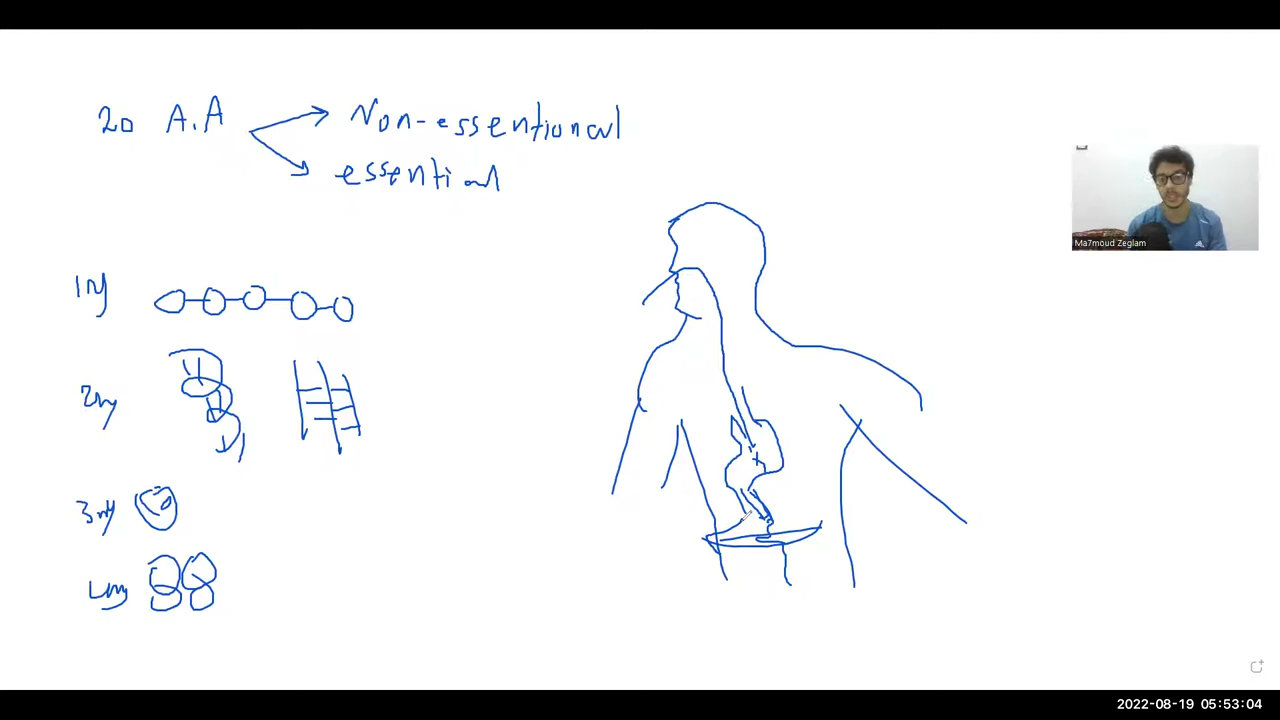 20 A.A Non-essentional
essential
1ry
2ry
3ry
4ry
Ma7moud Zeglam
2022-08-19 05:53:04